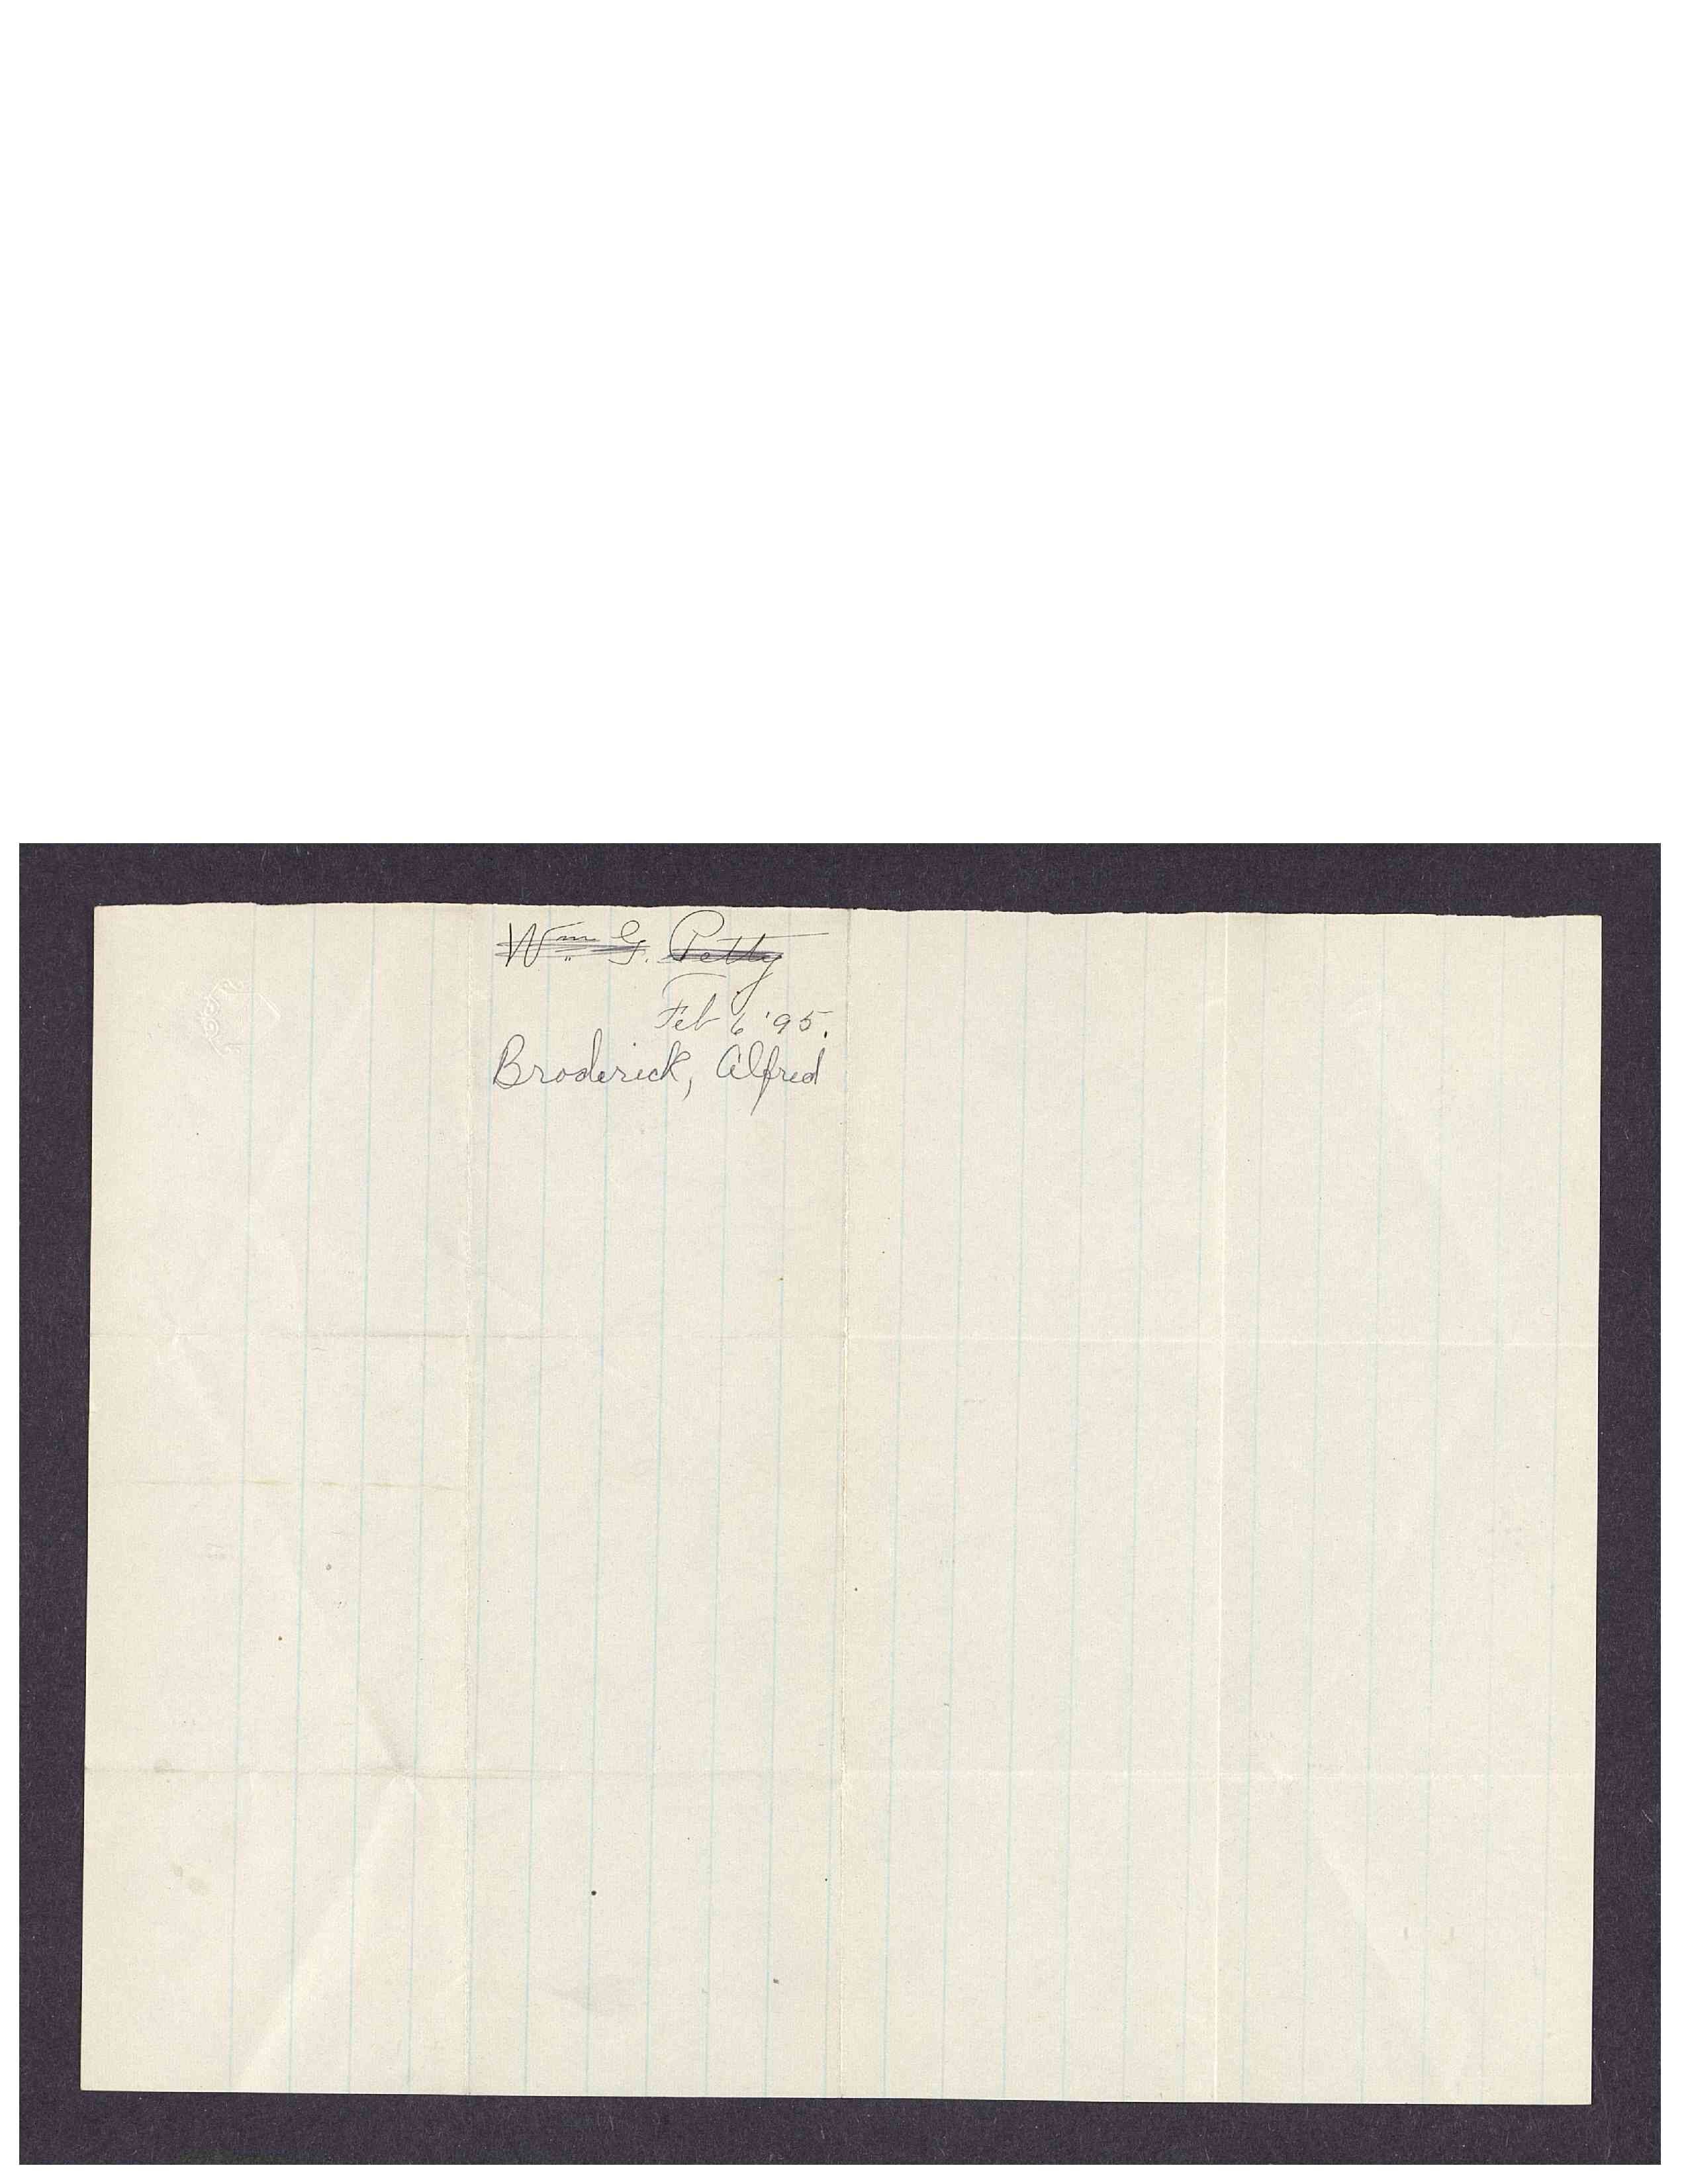 Wm. G. Petty
Feb 6 '95.
Broderick, Alfred